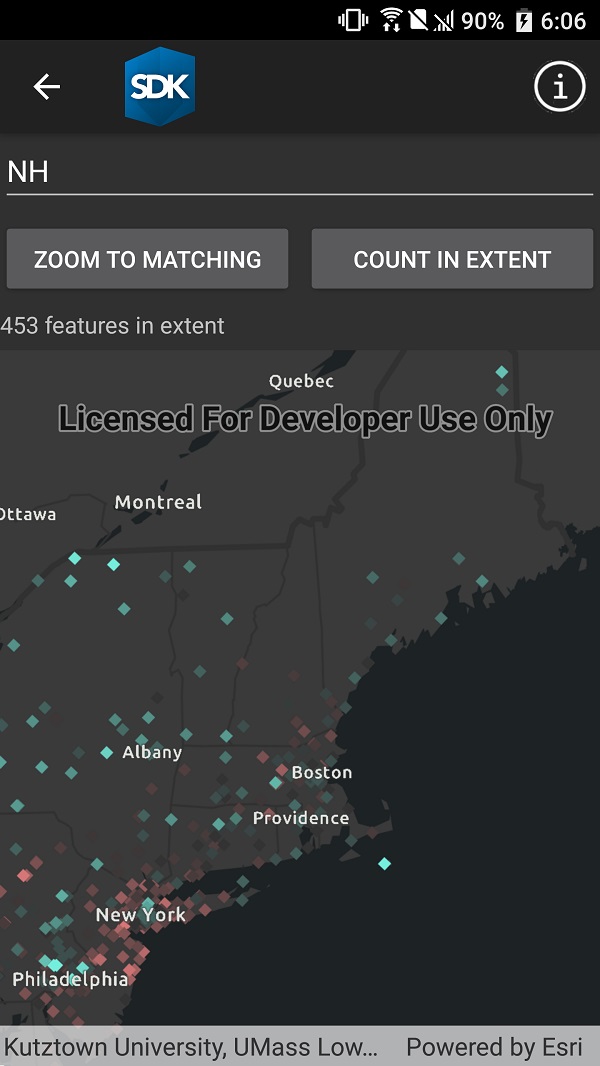 90% 6:06
SDK
NH
ZOOM TO MATCHING
COUNT IN EXTENT
453 features in extent
Quebec
Licensed For Developer Use Only
Montreal
Ottawa
Albany
Boston
Providence
New York
Philadelphia
Kutztown University, UMass Low... Powered by Esri